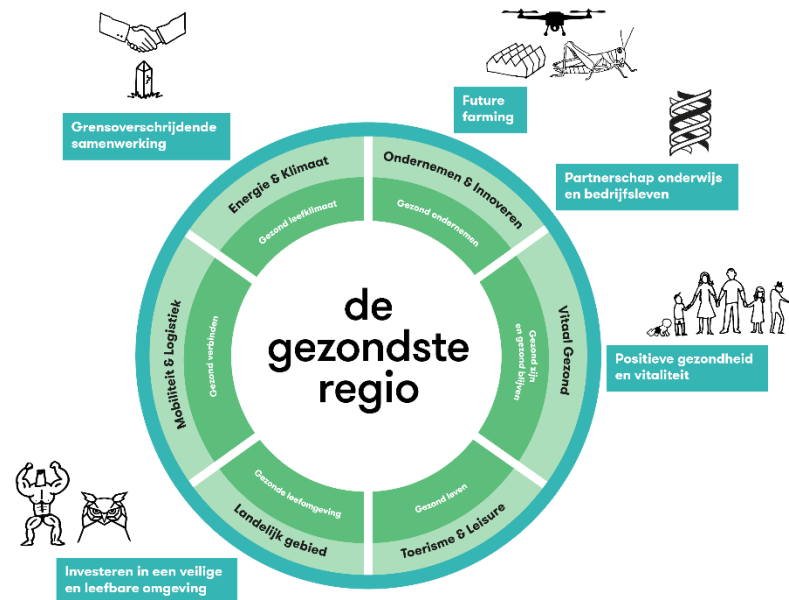 Grensoverschrijdende
samenwerking
Future
farming
Partnerschap onderwijs
en bedrijfsleven
Positieve gezondheid
en vitaliteit
Investeren in een veilige
en leefbare omgeving
Energie & Klimaat
Gezond leefklimaat
Ondernemen & Innoveren
Gezond ondernemen
Vitaal Gezond
Gezond zijn
en gezond blijven
Toerisme & Leisure
Gezond leven
Landelijk gebied
Gezonde leefomgeving
Mobiliteit & Logistiek
Gezond verbinden
de
gezondste
regio